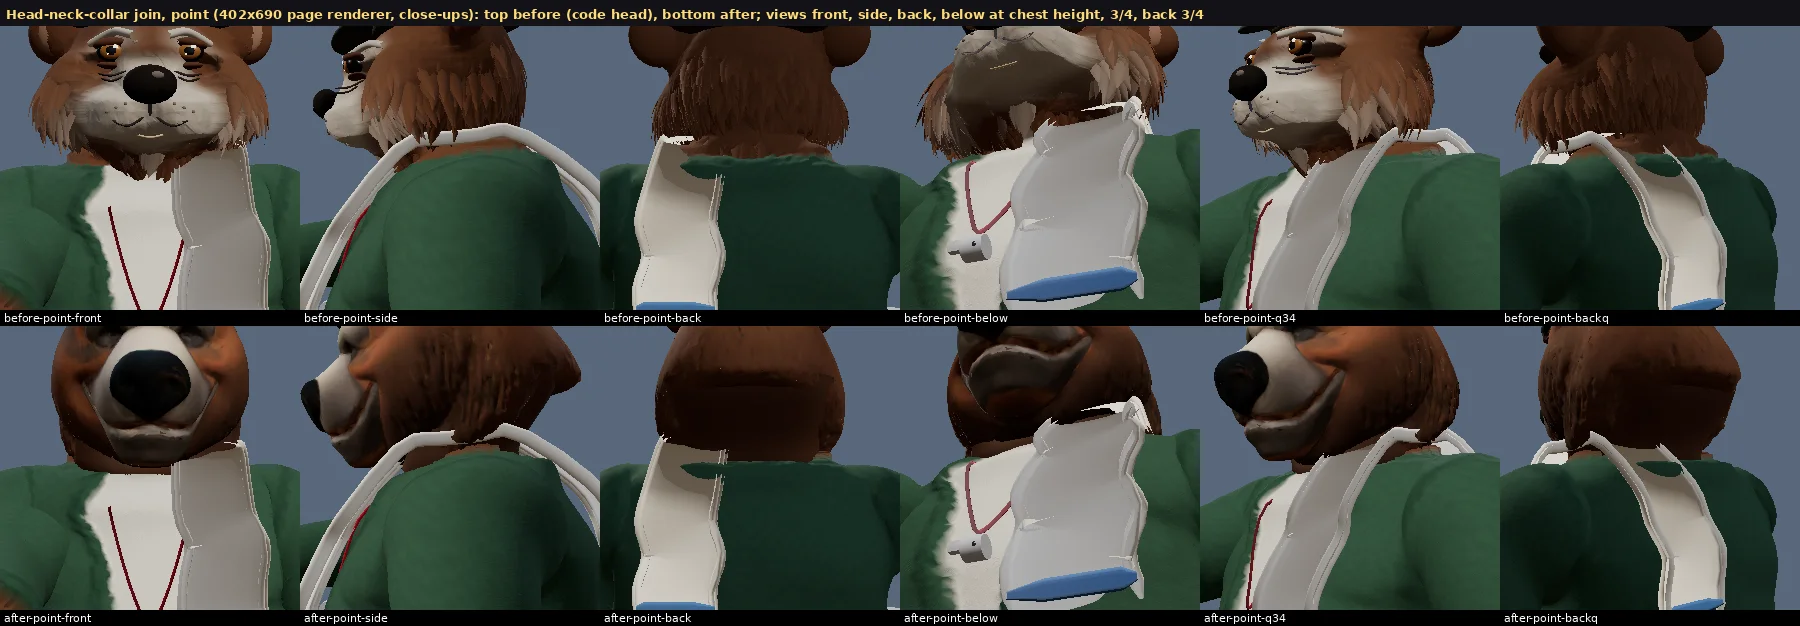 Head-neck-collar join, point (402x690 page renderer, close-ups): top before (code head), bottom after; views front, side, back, below at chest height, 3/4, back 3/4
before-point-front before-point-side before-point-back before-point-below before-point-q34 before-point-backq
after-point-front after-point-side after-point-back after-point-below after-point-q34 after-point-backq